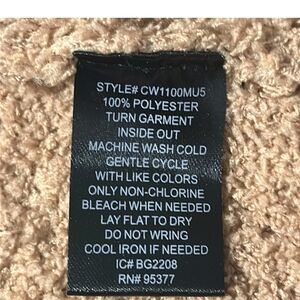 STYLE# CW1100MU5
100% POLYESTER
TURN GARMENT
INSIDE OUT
MACHINE WASH COLD
GENTLE CYCLE
WITH LIKE COLORS
ONLY NON-CHLORINE
BLEACH WHEN NEEDED
LAY FLAT TO DRY
DO NOT WRING
COOL IRON IF NEEDED
IC# BG2208
RN# 95377